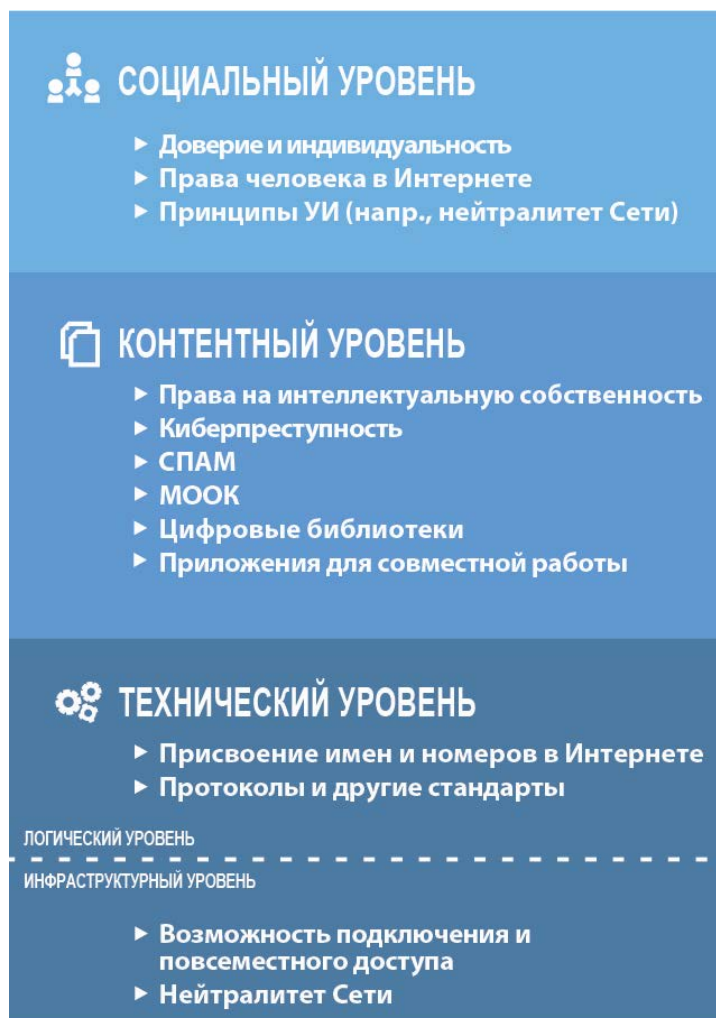 СОЦИАЛЬНЫЙ УРОВЕНЬ
Доверие и индивидуальность
Права человека в Интернете
Принципы УИ (напр., нейтралитет Сети)
КОНТЕНТНЫЙ УРОВЕНЬ
Права на интеллектуальную собственность
Киберпреступность
СПАМ
МООК
Цифровые библиотеки
Приложения для совместной работы
ТЕХНИЧЕСКИЙ УРОВЕНЬ
Присвоение имен и номеров в Интернете
Протоколы и другие стандарты
ЛОГИЧЕСКИЙ УРОВЕНЬ
ИНФРАСТРУКТУРНЫЙ УРОВЕНЬ
Возможность подключения и
повсеместного доступа
Нейтралитет Сети